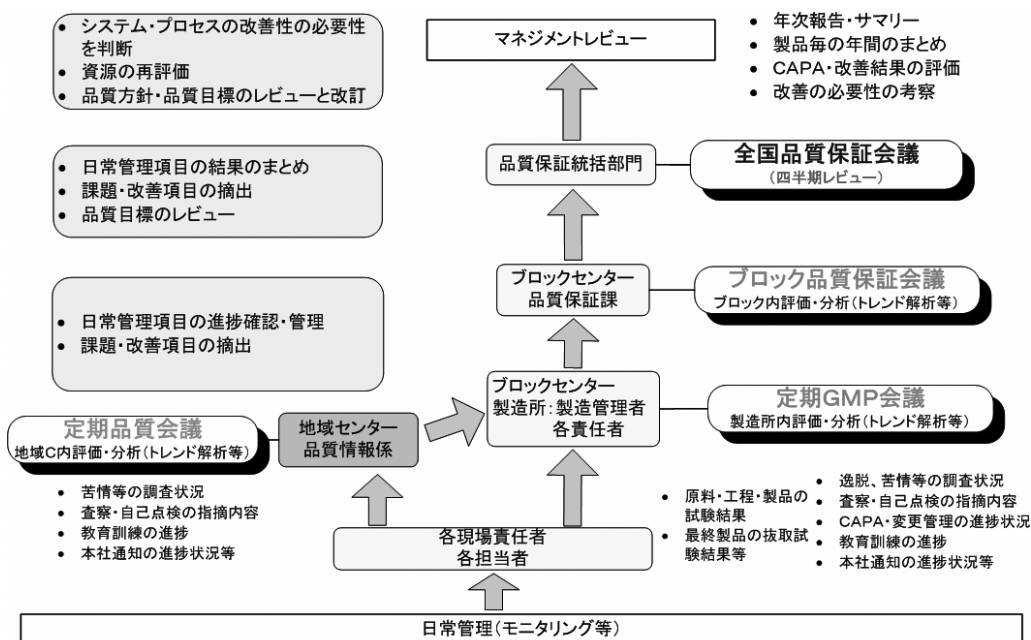 • システム・プロセスの改善性の必要性
を判断
• 資源の再評価
• 品質方針・品質目標のレビューと改訂
マネジメントレビュー
• 年次報告・サマリー
• 製品毎の年間のまとめ
• CAPA・改善結果の評価
• 改善の必要性の考察
• 日常管理項目の結果のまとめ
• 課題・改善項目の摘出
• 品質目標のレビュー
品質保証統括部門
全国品質保証会議
(四半期レビュー)
ブロックセンター
品質保証課
ブロック品質保証会議
ブロック内評価・分析(トレンド解析等)
• 日常管理項目の進捗確認・管理
• 課題・改善項目の摘出
ブロックセンター
製造所:製造管理者
各責任者
定期GMP会議
製造所内評価・分析(トレンド解析等)
定期品質会議
地域C内評価・分析(トレンド解析等)
地域センター
品質情報係
• 苦情等の調査状況
• 査察・自己点検の指摘内容
• 教育訓練の進捗
• 本社通知の進捗状況等
各現場責任者
各担当者
• 原料・工程・製品の
試験結果
• 最終製品の抜取試
験結果等
• 逸脱、苦情等の調査状況
• 査察・自己点検の指摘内容
• CAPA・変更管理の進捗状況
• 教育訓練の進捗
• 本社通知の進捗状況等
日常管理(モニタリング等)